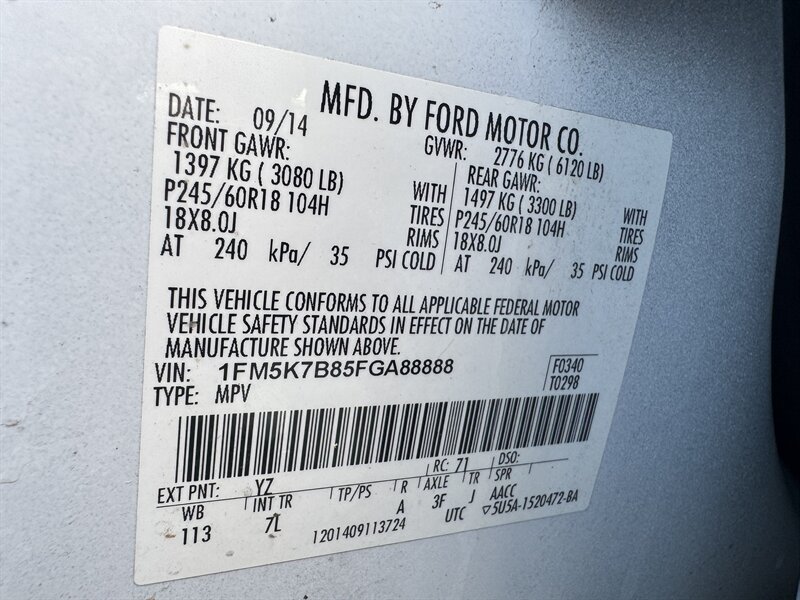 MFD. BY FORD MOTOR CO.
DATE: 09/14 GVWR: 2776 KG ( 6120 LB)
FRONT GAWR: REAR GAWR:
1397 KG ( 3080 LB) WITH 1497 KG ( 3300 LB) WITH
P245/60R18 104H TIRES P245/60R18 104H TIRES
18X8.0J RIMS 18X8.0J RIMS
AT 240 kPa/ 35 PSI COLD AT 240 kPa/ 35 PSI COLD
THIS VEHICLE CONFORMS TO ALL APPLICABLE FEDERAL MOTOR
VEHICLE SAFETY STANDARDS IN EFFECT ON THE DATE OF
MANUFACTURE SHOWN ABOVE.
VIN: 1FM5K7B85FGA88888 F0340
TYPE: MPV T0298
EXT PNT: YZ RC: 71 DSO:
WB INT TR TP/PS R AXLE TR SPR
113 7L A 3F J AACC
1201409113724 UTC ▽5U5A-1520472-BA